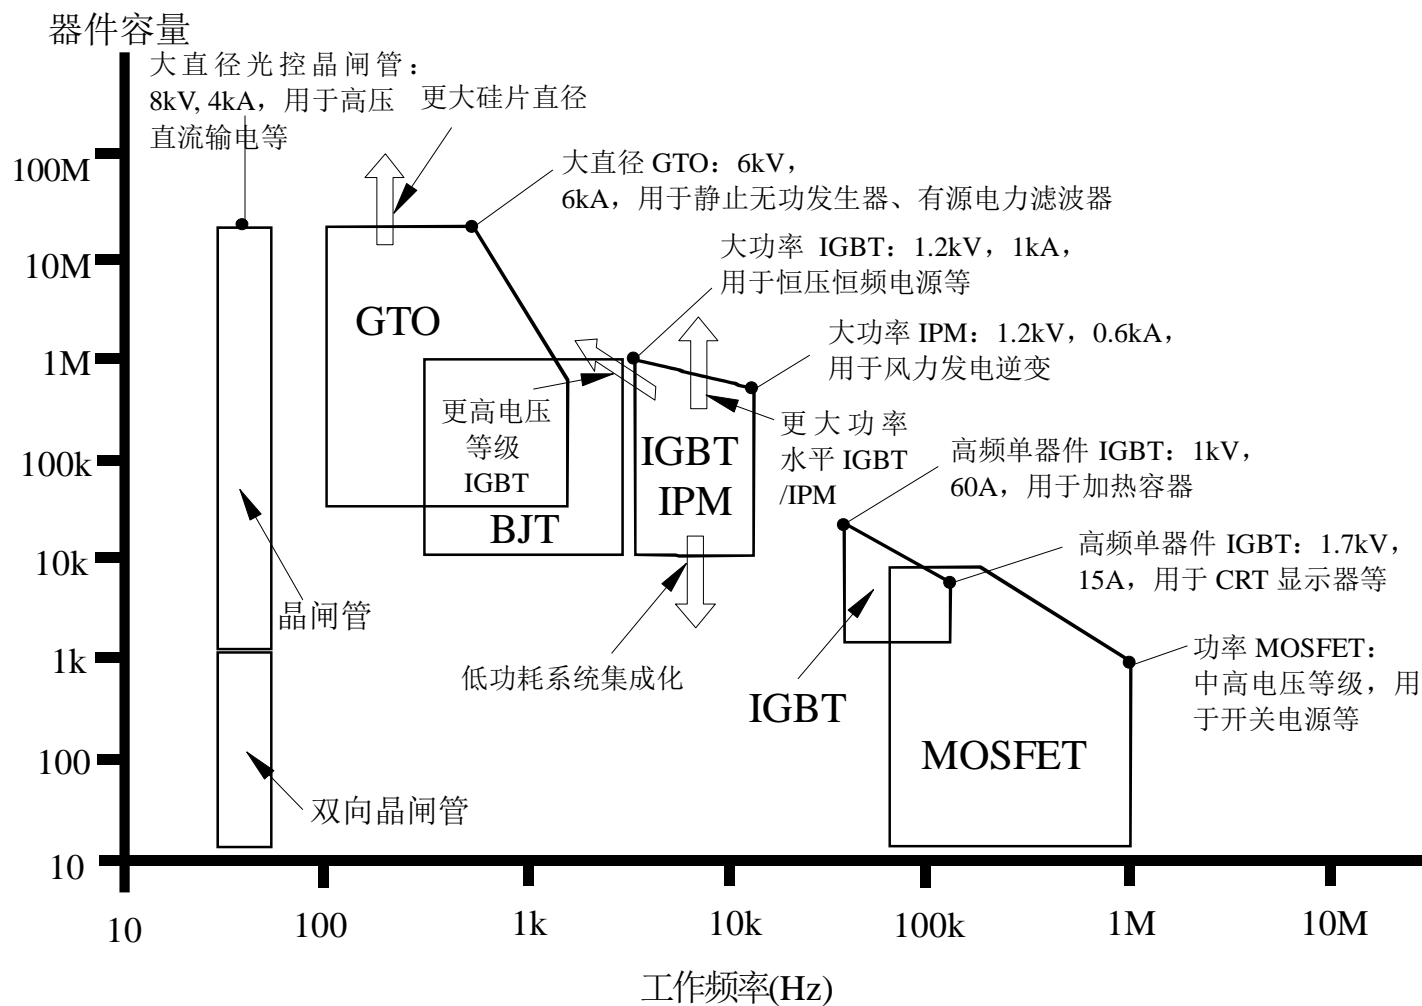 器件容量
大直径光控晶闸管：
8kV, 4kA，用于高压
直流输电等
更大硅片直径
大直径 GTO：6kV，
6kA，用于静止无功发生器、有源电力滤波器
大功率 IGBT：1.2kV，1kA，
用于恒压恒频电源等
大功率 IPM：1.2kV，0.6kA，
用于风力发电逆变
100M
10M
1M
100k
10k
1k
100
10
GTO
更高电压
等级
IGBT
BJT
IGBT
IPM
更大功率
水平 IGBT
/IPM
高频单器件 IGBT：1kV，
60A，用于加热容器
高频单器件 IGBT：1.7kV，
15A，用于 CRT 显示器等
晶闸管
低功耗系统集成化
IGBT
功率 MOSFET：
中高电压等级，用
于开关电源等
MOSFET
双向晶闸管
10
100
1k
10k
100k
1M
10M
工作频率(Hz)